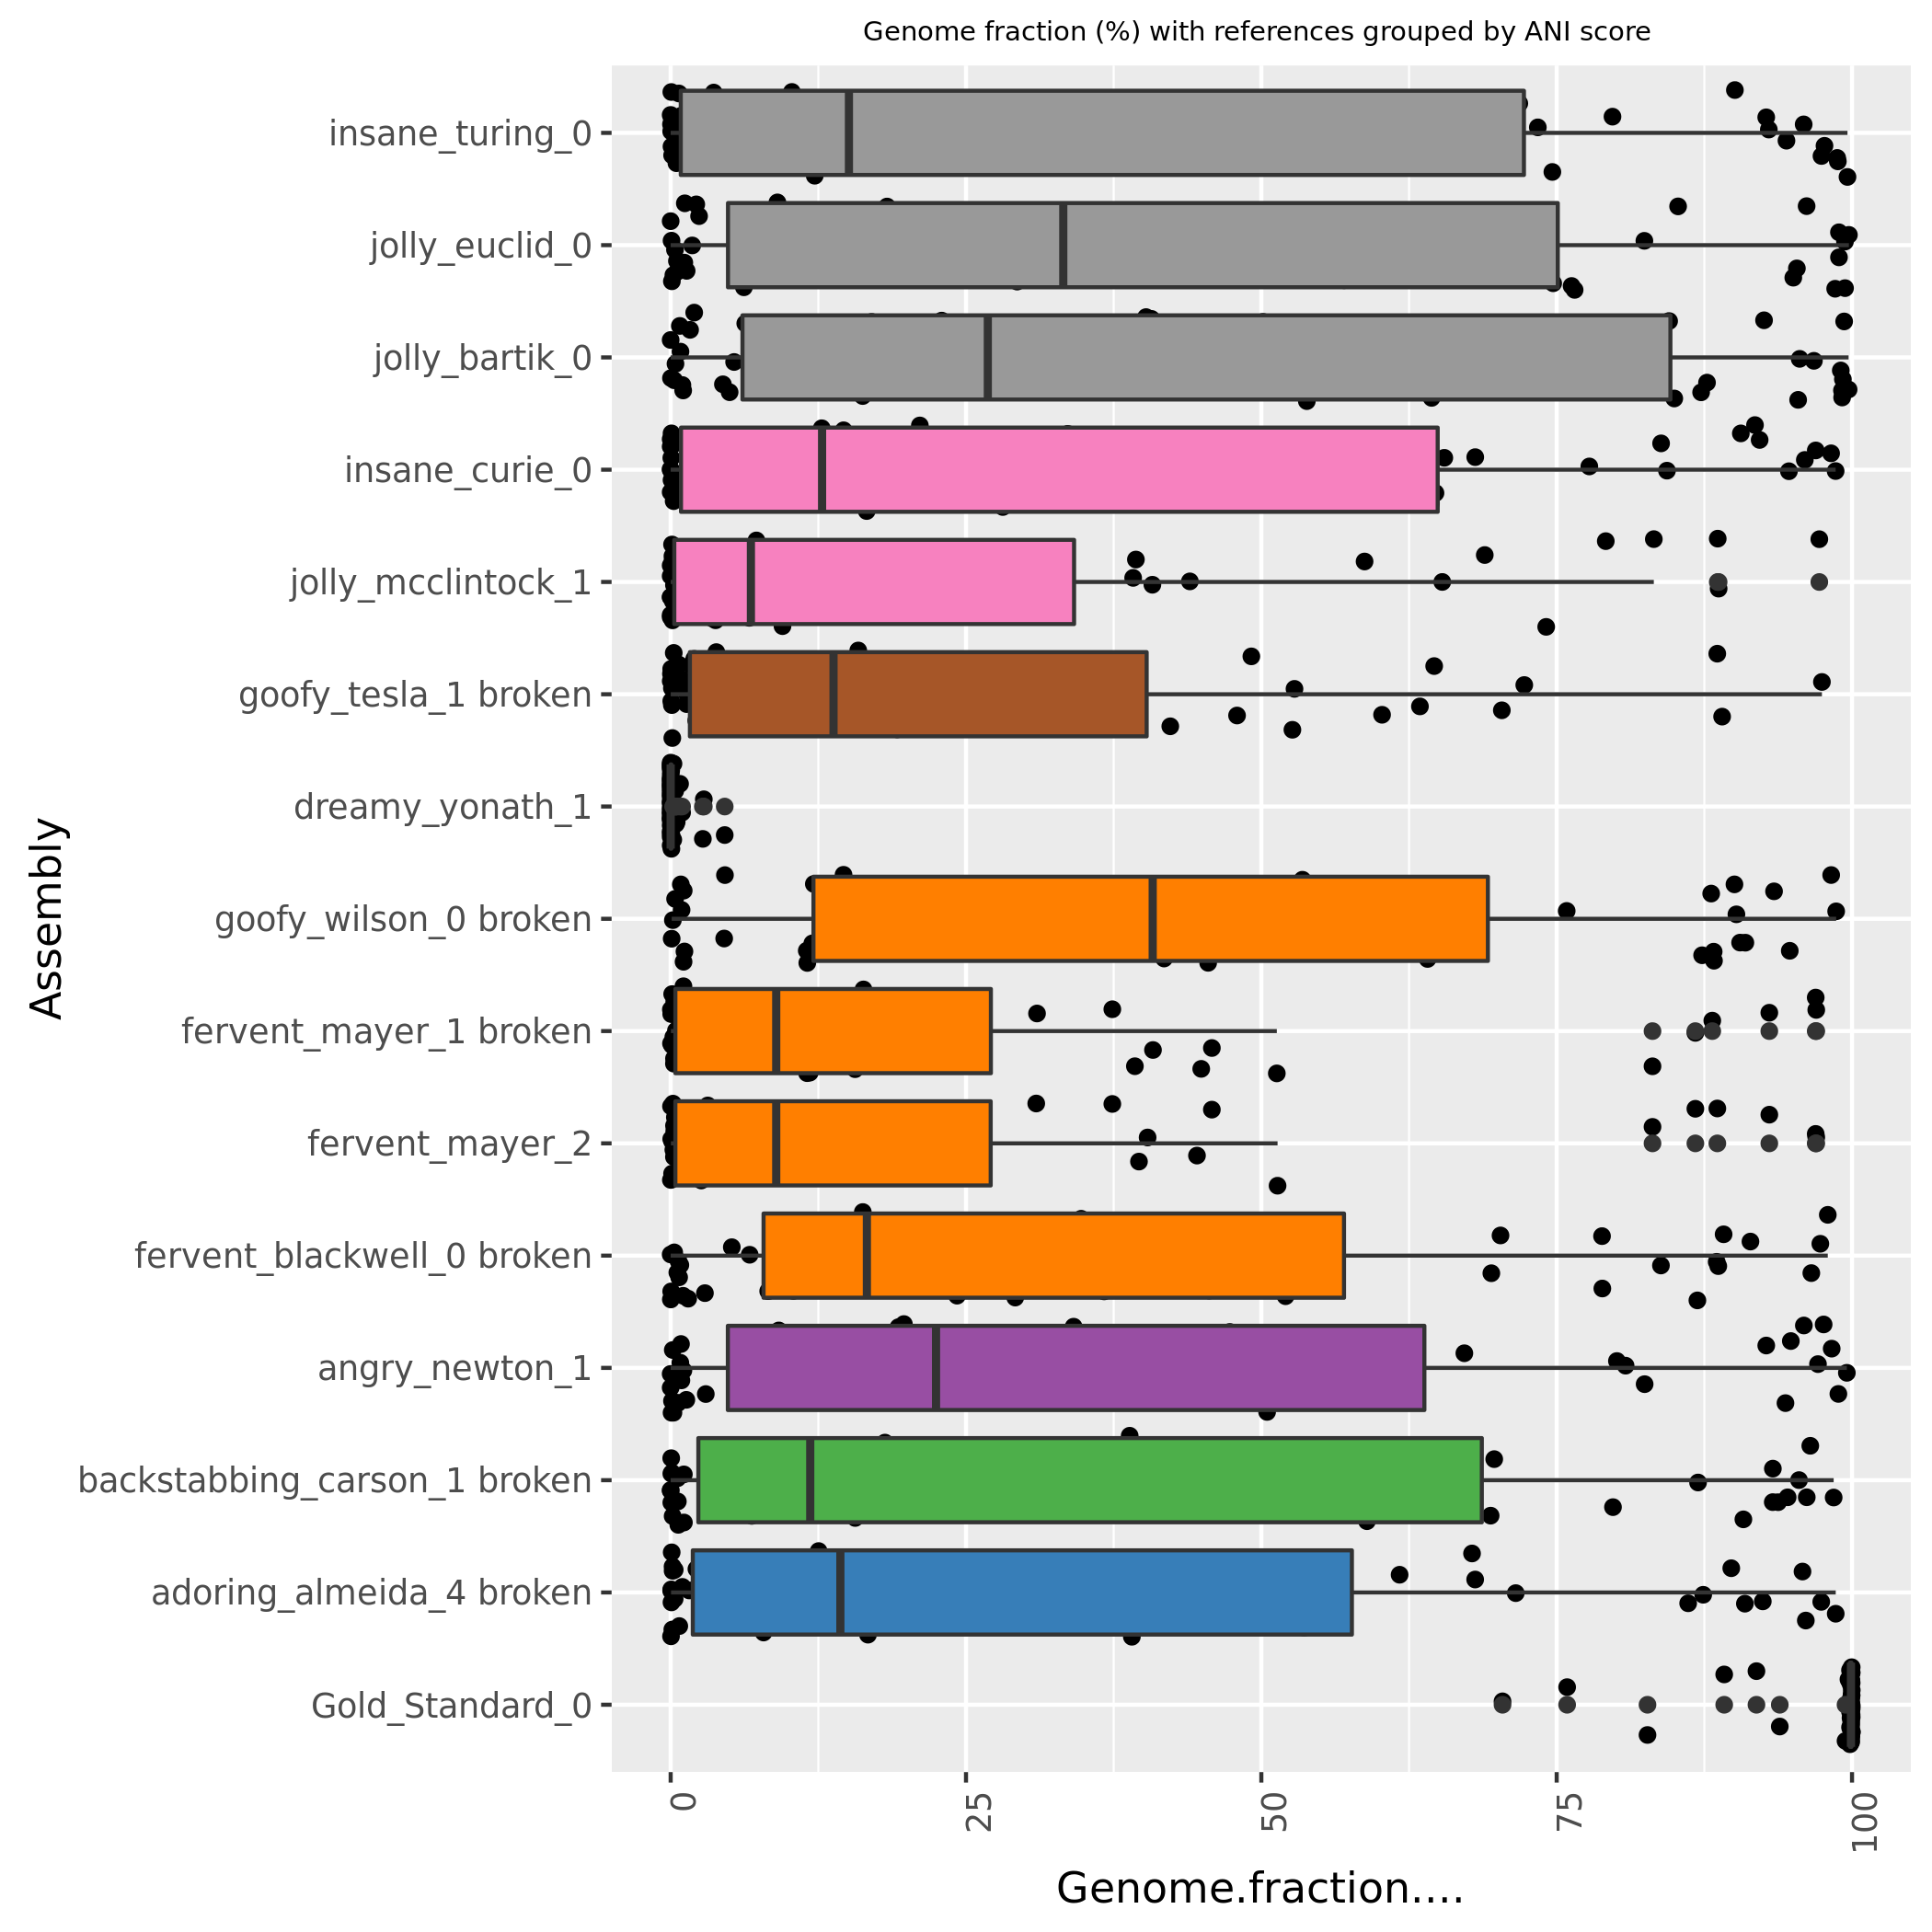 Genome fraction (%) with references grouped by ANI score
insane_turing_0
jolly_euclid_0
jolly_bartik_0
insane_curie_0
jolly_mcclintock_1
goofy_tesla_1 broken
dreamy_yonath_1
goofy_wilson_0 broken
fervent_mayer_1 broken
fervent_mayer_2
fervent_blackwell_0 broken
angry_newton_1
backstabbing_carson_1 broken
adoring_almeida_4 broken
Gold_Standard_0
Assembly
0
25
50
75
100
Genome.fraction....